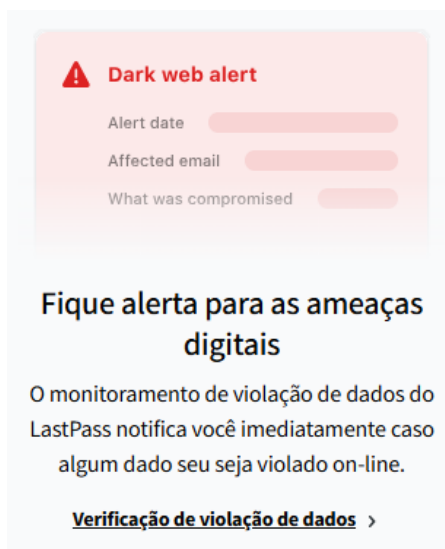 Dark web alert
Alert date
Affected email
What was compromised
Fique alerta para as ameaças
digitais
O monitoramento de violação de dados do
LastPass notifica você imediatamente caso
algum dado seu seja violado on-line.
Verificação de violação de dados